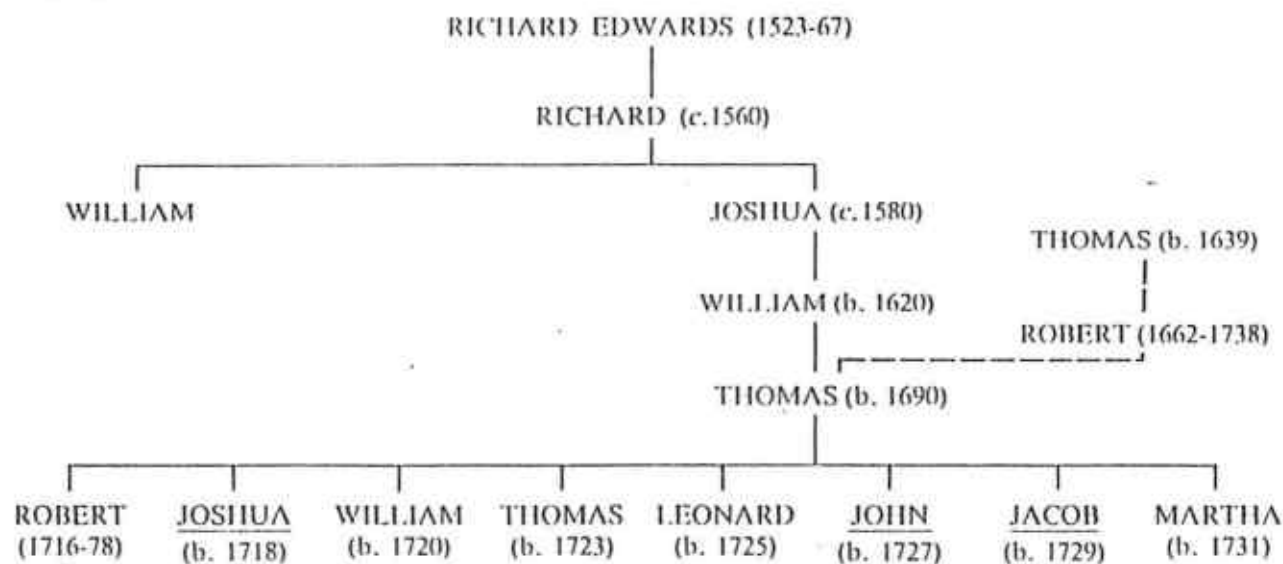 RICHARD EDWARDS (1523-67)
RICHARD (c.1560)
WILLIAM
JOSHUA (c.1580)
THOMAS (b. 1639)
WILLIAM (b. 1620)
ROBERT (1662-1738)
THOMAS (b. 1690)
ROBERT JOSHUA WILLIAM THOMAS LEONARD JOHN JACOB MARTHA
(1716-78) (b. 1718) (b. 1720) (b. 1723) (b. 1725) (b. 1727) (b. 1729) (b. 1731)